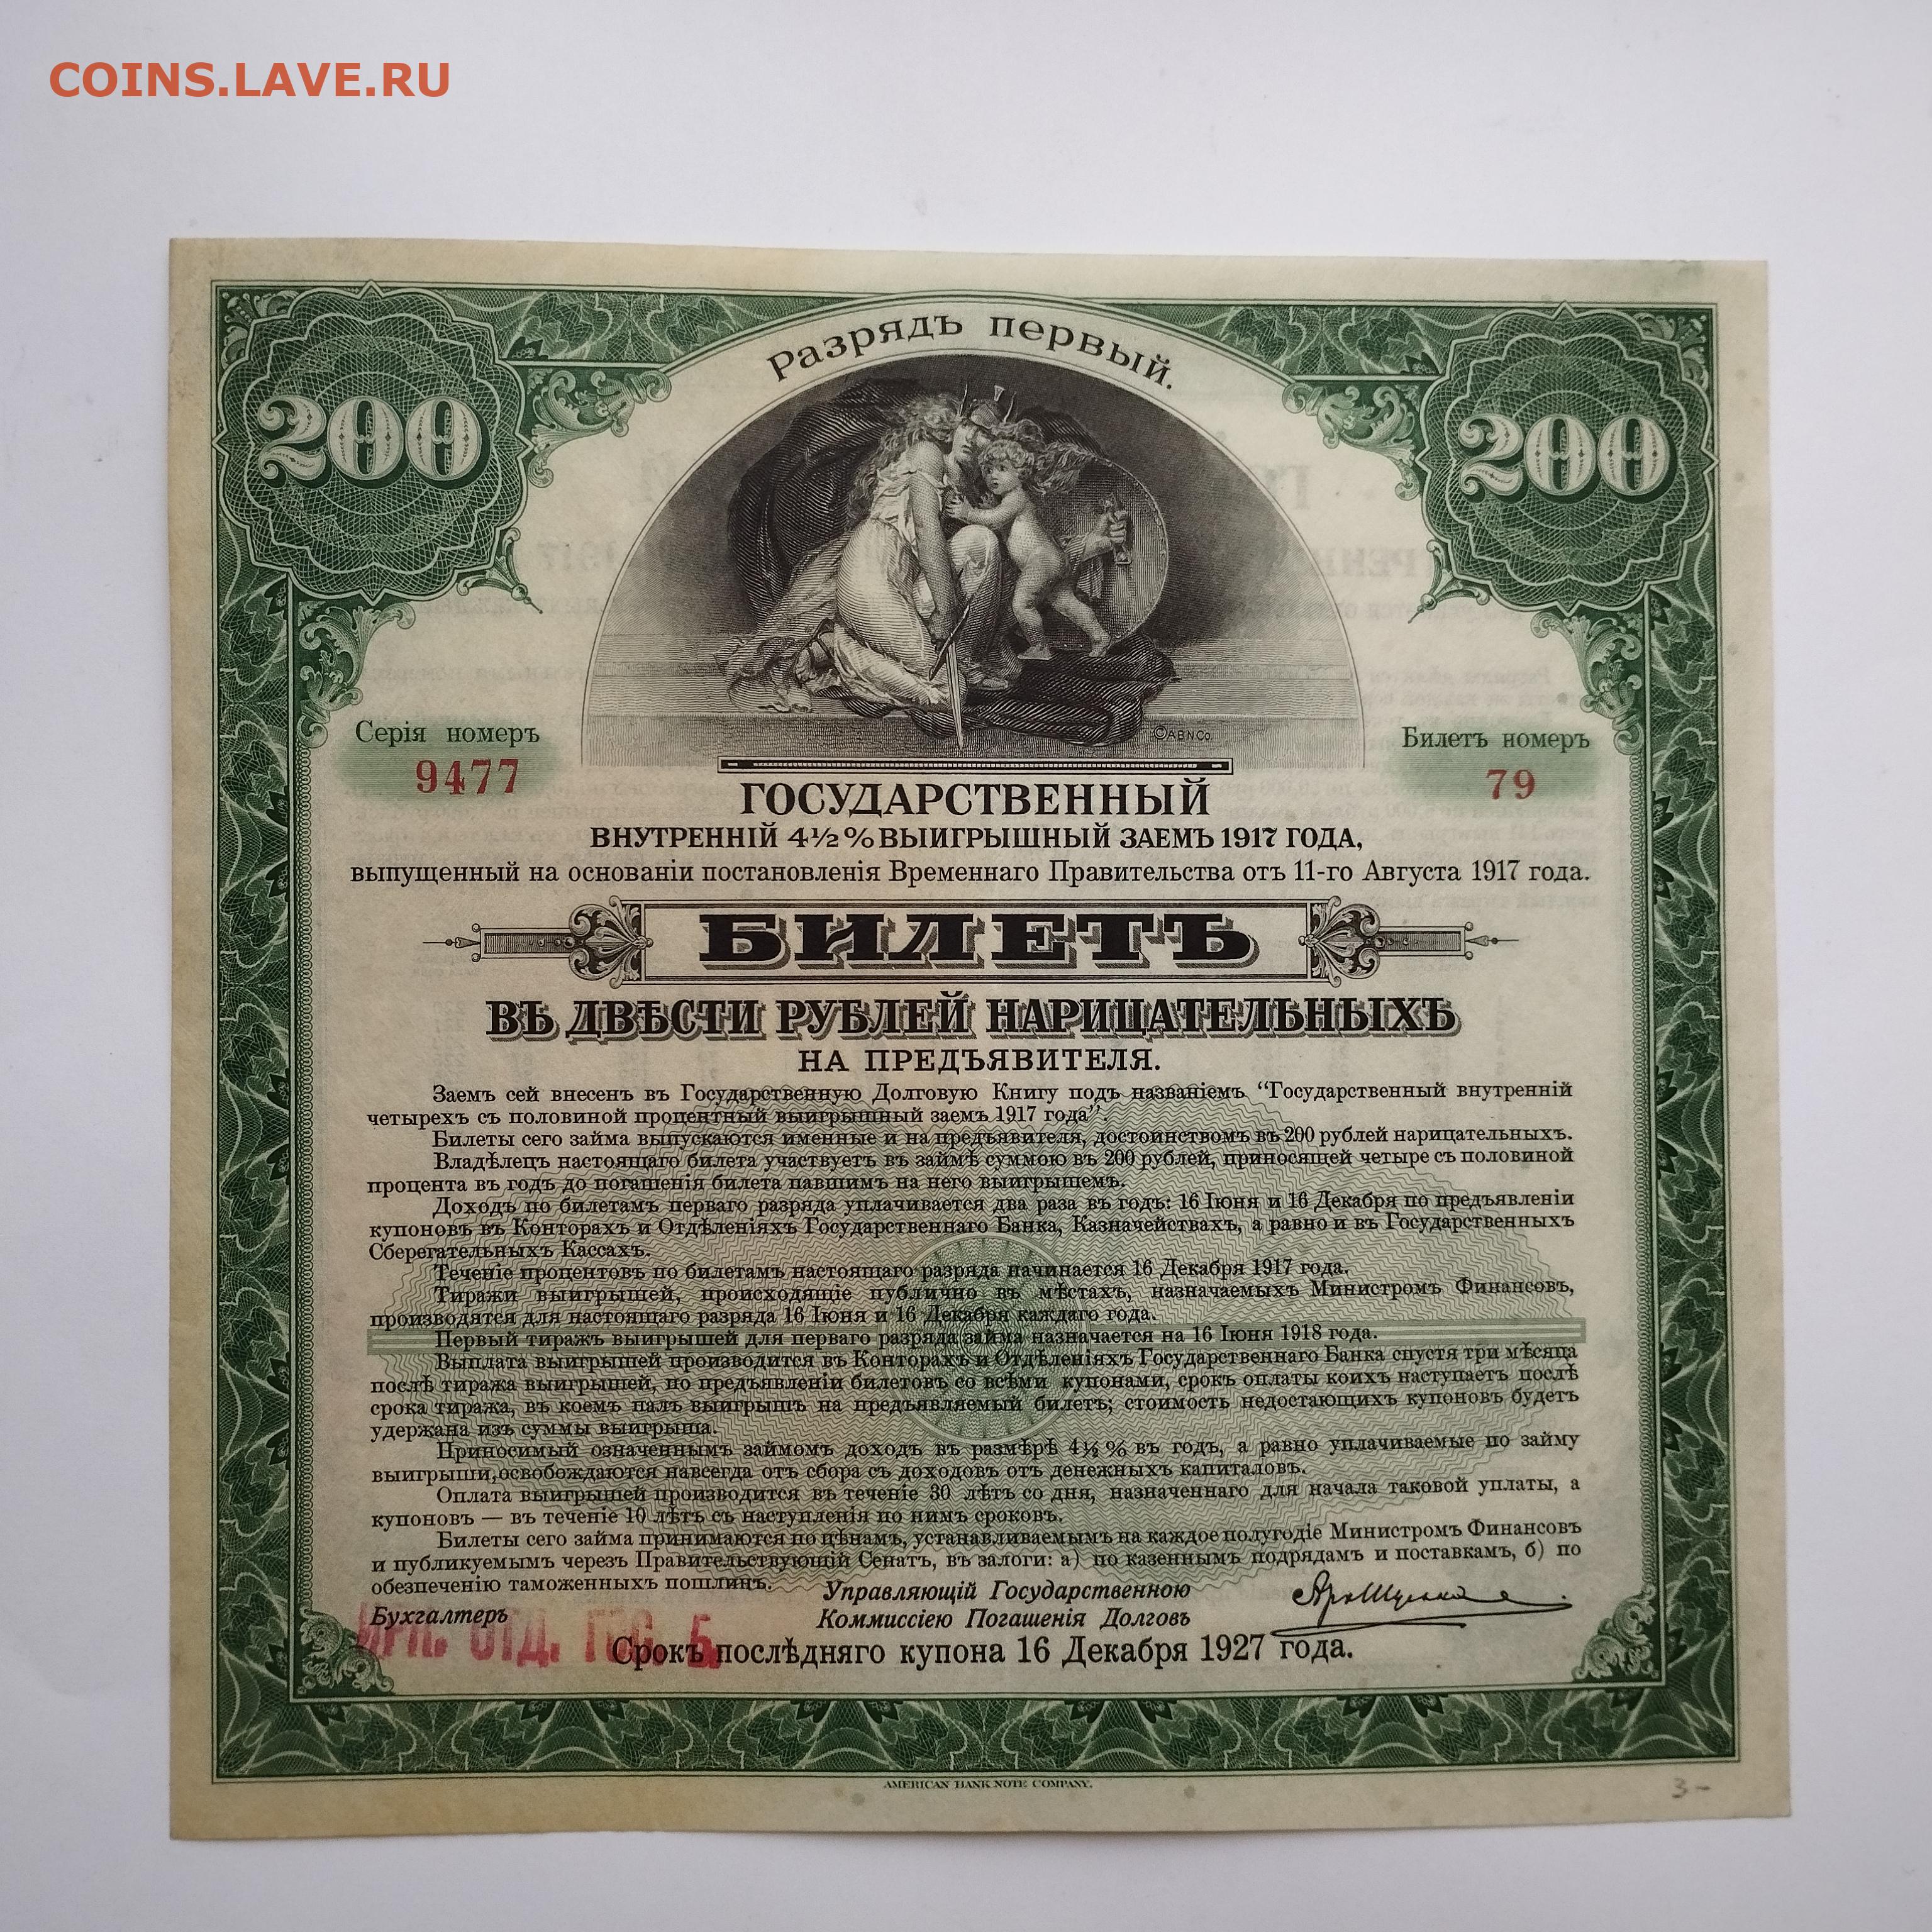 COINS.LAVE.RU
Разрядъ первый.
200
200
©ABNCo.
Серія номеръ
9477
Билетъ номеръ
79
ГОСУДАРСТВЕННЫЙ
ВНУТРЕННІЙ 4½% ВЫИГРЫШНЫЙ ЗАЕМЪ 1917 ГОДА,
выпущенный на основаніи постановленія Временнаго Правительства отъ 11-го Августа 1917 года.
БИЛЕТЪ
ВЪ ДВѢСТИ РУБЛЕЙ НАРИЦАТЕЛЬНЫХЪ
НА ПРЕДЪЯВИТЕЛЯ.
Заемъ сей внесенъ въ Государственную Долговую Книгу подъ названіемъ “Государственный внутренній
четырехъ съ половиной процентный выигрышный заемъ 1917 года”.
Билеты сего займа выпускаются именные и на предъявителя, достоинствомъ въ 200 рублей нарицательныхъ.
Владѣлецъ настоящаго билета участвуетъ въ займѣ суммою въ 200 рублей, приносящей четыре съ половиной
процента въ годъ до погашенія билета павшимъ на него выигрышемъ.
Доходъ по билетамъ перваго разряда уплачивается два раза въ годъ: 16 Іюня и 16 Декабря по предъявленіи
купоновъ въ Конторахъ и Отдѣленіяхъ Государственнаго Банка, Казначействахъ, а равно и въ Государственныхъ
Сберегательныхъ Кассахъ.
Теченіе процентовъ по билетамъ настоящаго разряда начинается 16 Декабря 1917 года.
Тиражи выигрышей, происходящіе публично въ мѣстахъ, назначаемыхъ Министромъ Финансовъ,
производятся для настоящаго разряда 16 Іюня и 16 Декабря каждаго года.
Первый тиражъ выигрышей для перваго разряда займа назначается на 16 Іюня 1918 года.
Выплата выигрышей производится въ Конторахъ и Отдѣленіяхъ Государственнаго Банка спустя три мѣсяца
послѣ тиража выигрышей, по предъявленіи билетовъ со всѣми купонами, срокъ оплаты коихъ наступаетъ послѣ
срока тиража, въ коемъ палъ выигрышъ на предъявляемый билетъ; стоимость недостающихъ купоновъ будетъ
удержана изъ суммы выигрыша.
Приносимый означеннымъ займомъ доходъ въ размѣрѣ 4½% въ годъ, а равно уплачиваемые по займу
выигрыши, освобождаются навсегда отъ сбора съ доходовъ отъ денежныхъ капиталовъ.
Оплата выигрышей производится въ теченіе 30 лѣтъ со дня, назначеннаго для начала таковой уплаты, а
купоновъ — въ теченіе 10 лѣтъ съ наступленія по нимъ сроковъ.
Билеты сего займа принимаются по цѣнамъ, устанавливаемымъ на каждое полугодіе Министромъ Финансовъ
и публикуемымъ черезъ Правительствующій Сенатъ, въ залоги: а) по казеннымъ подрядамъ и поставкамъ, б) по
обезпеченію таможенныхъ пошлинъ.
Управляющій Государственною
Коммиссіею Погашенія Долговъ
Бухгалтеръ
ИРК. ОТД. ГОС. Б.
Срокъ послѣдняго купона 16 Декабря 1927 года.
AMERICAN BANK NOTE COMPANY.
3-